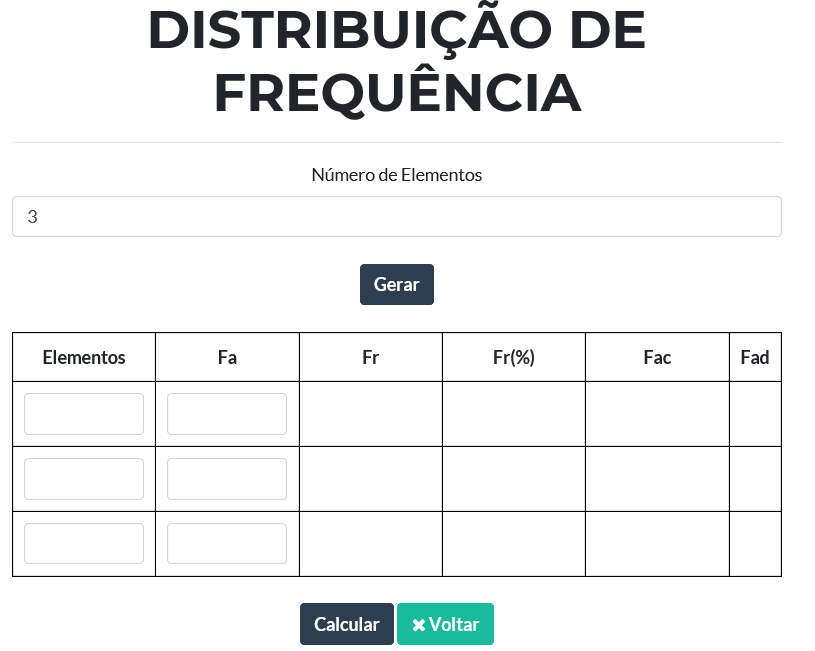 DISTRIBUIÇÃO DE
FREQUÊNCIA
Número de Elementos
3
Gerar
Elementos Fa Fr Fr(%) Fac Fad
Calcular Voltar